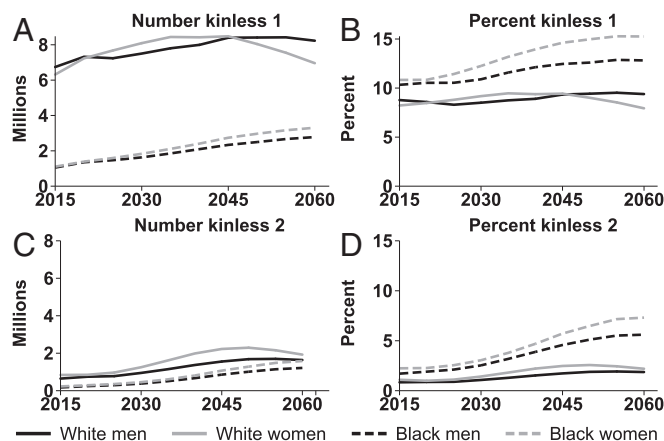 A
Number kinless 1
8
6
4
2
0
Millions
2015 2030 2045 2060
B
Percent kinless 1
15
10
5
0
Percent
2015 2030 2045 2060
C
Number kinless 2
8
6
4
2
0
Millions
2015 2030 2045 2060
D
Percent kinless 2
15
10
5
0
Percent
2015 2030 2045 2060
White men White women Black men Black women